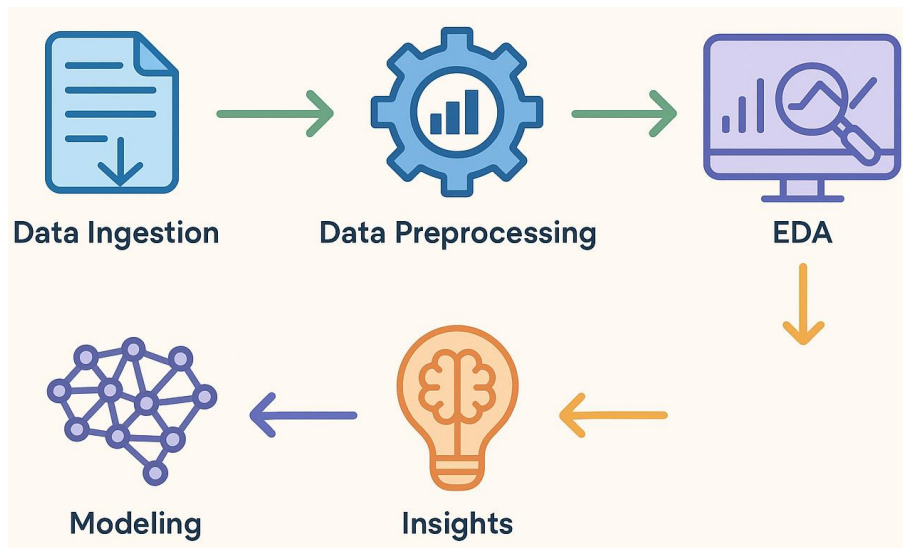 Data Ingestion
Data Preprocessing
EDA
Modeling
Insights